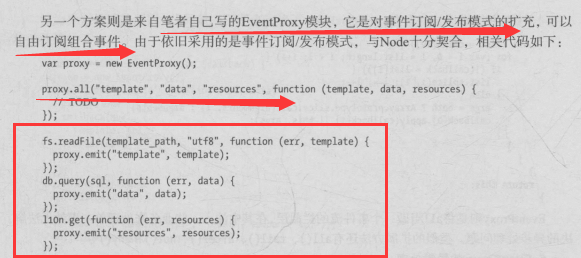 另一个方案则是来自笔者自己写的EventProxy模块，它是对事件订阅/发布模式的扩充，可以
自由订阅组合事件。由于依旧采用的是事件订阅/发布模式，与Node十分契合，相关代码如下：
var proxy = new EventProxy();
proxy.all("template", "data", "resources", function (template, data, resources) {
// TODO
});
fs.readFile(template_path, "utf8", function (err, template) {
proxy.emit("template", template);
});
db.query(sql, function (err, data) {
proxy.emit("data", data);
});
l10n.get(function (err, resources) {
proxy.emit("resources", resources);
});